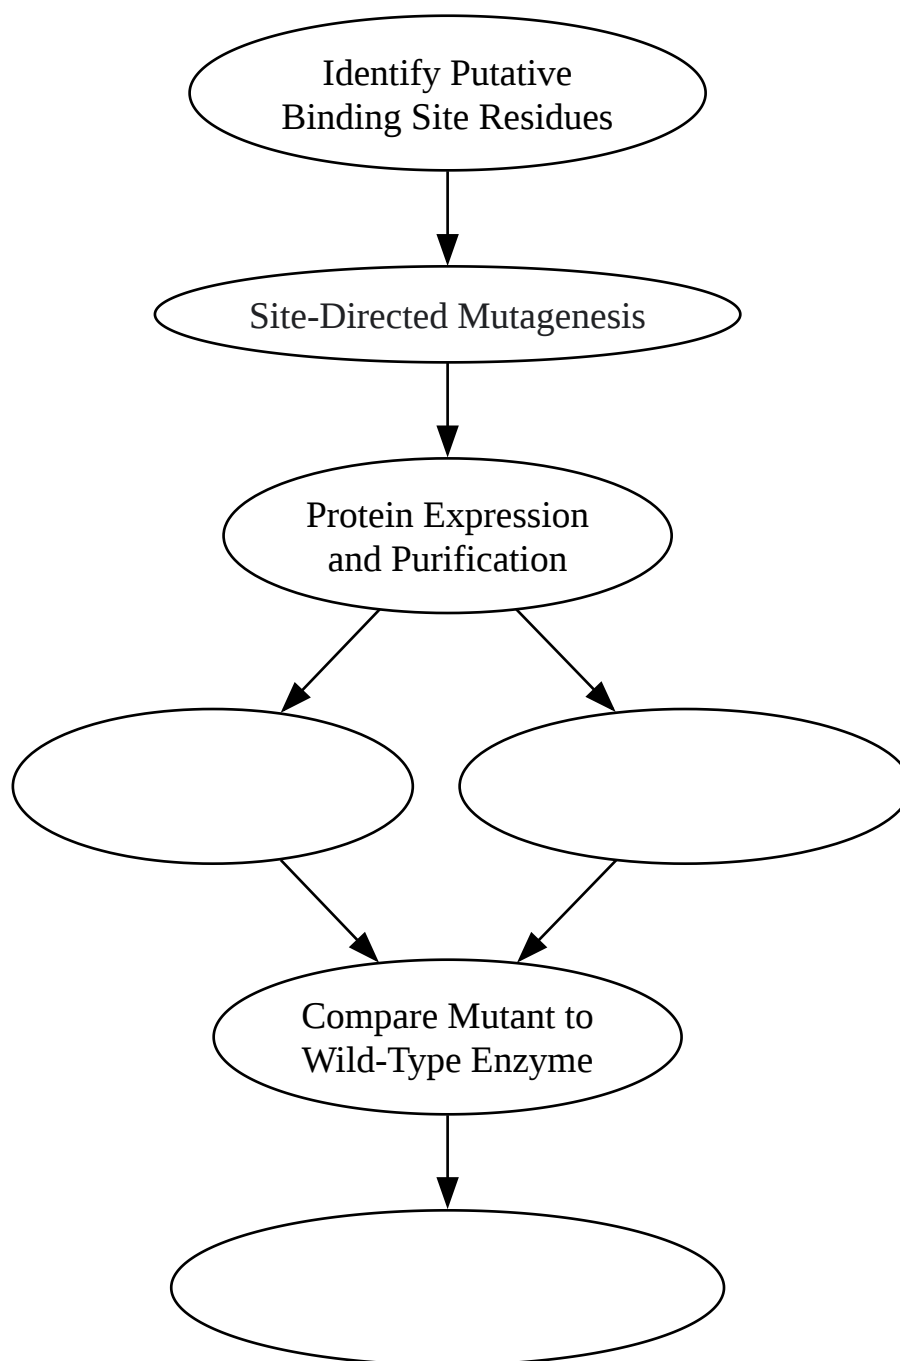 Identify Putative
Binding Site Residues
Site-Directed Mutagenesis
Protein Expression
and Purification
Compare Mutant to
Wild-Type Enzyme